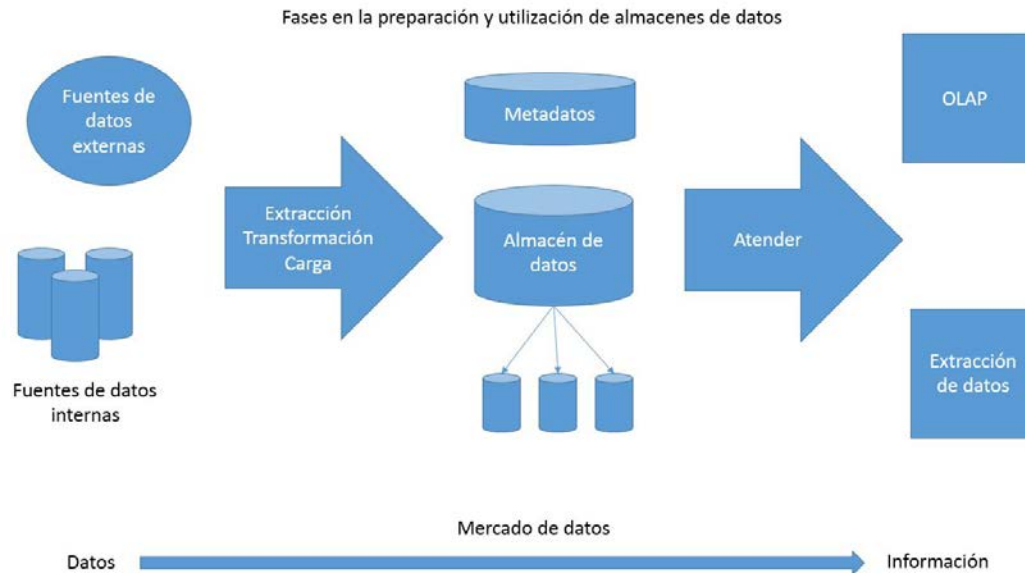 Fases en la preparación y utilización de almacenes de datos
Fuentes de
datos
externas
Fuentes de datos
internas
Extracción
Transformación
Carga
Metadatos
Almacén de
datos
Atender
OLAP
Extracción
de datos
Mercado de datos
Datos
Información